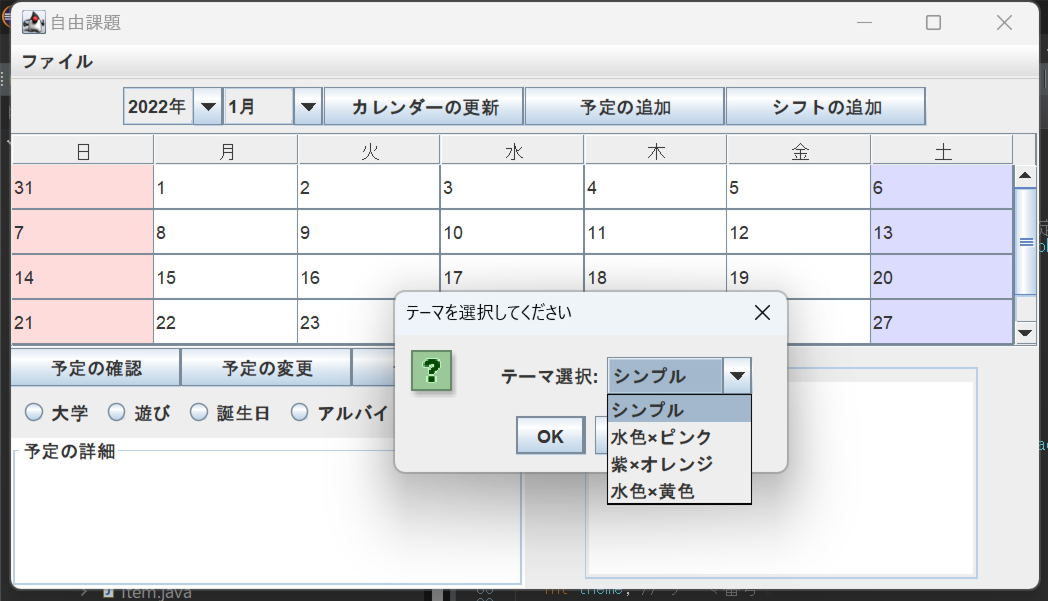 自由課題
ファイル
2022年 1月 カレンダーの更新 予定の追加 シフトの追加
日 月 火 水 木 金 土
31 1 2 3 4 5 6
7 8 9 10 11 12 13
14 15 16 17 18 19 20
21 22 23 27
テーマを選択してください
テーマ選択: シンプル
シンプル
水色×ピンク
紫×オレンジ
水色×黄色
OK
予定の確認 予定の変更
大学 遊び 誕生日 アルバイ
予定の詳細
Item.java